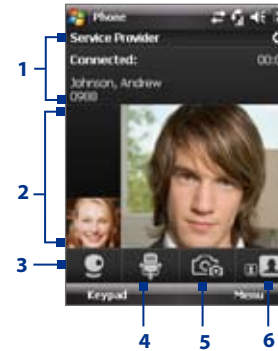 Phone
Service Provider
Connected: 00:0
Johnson, Andrew
0988
1
2
3
Keypad Menu
4 5 6